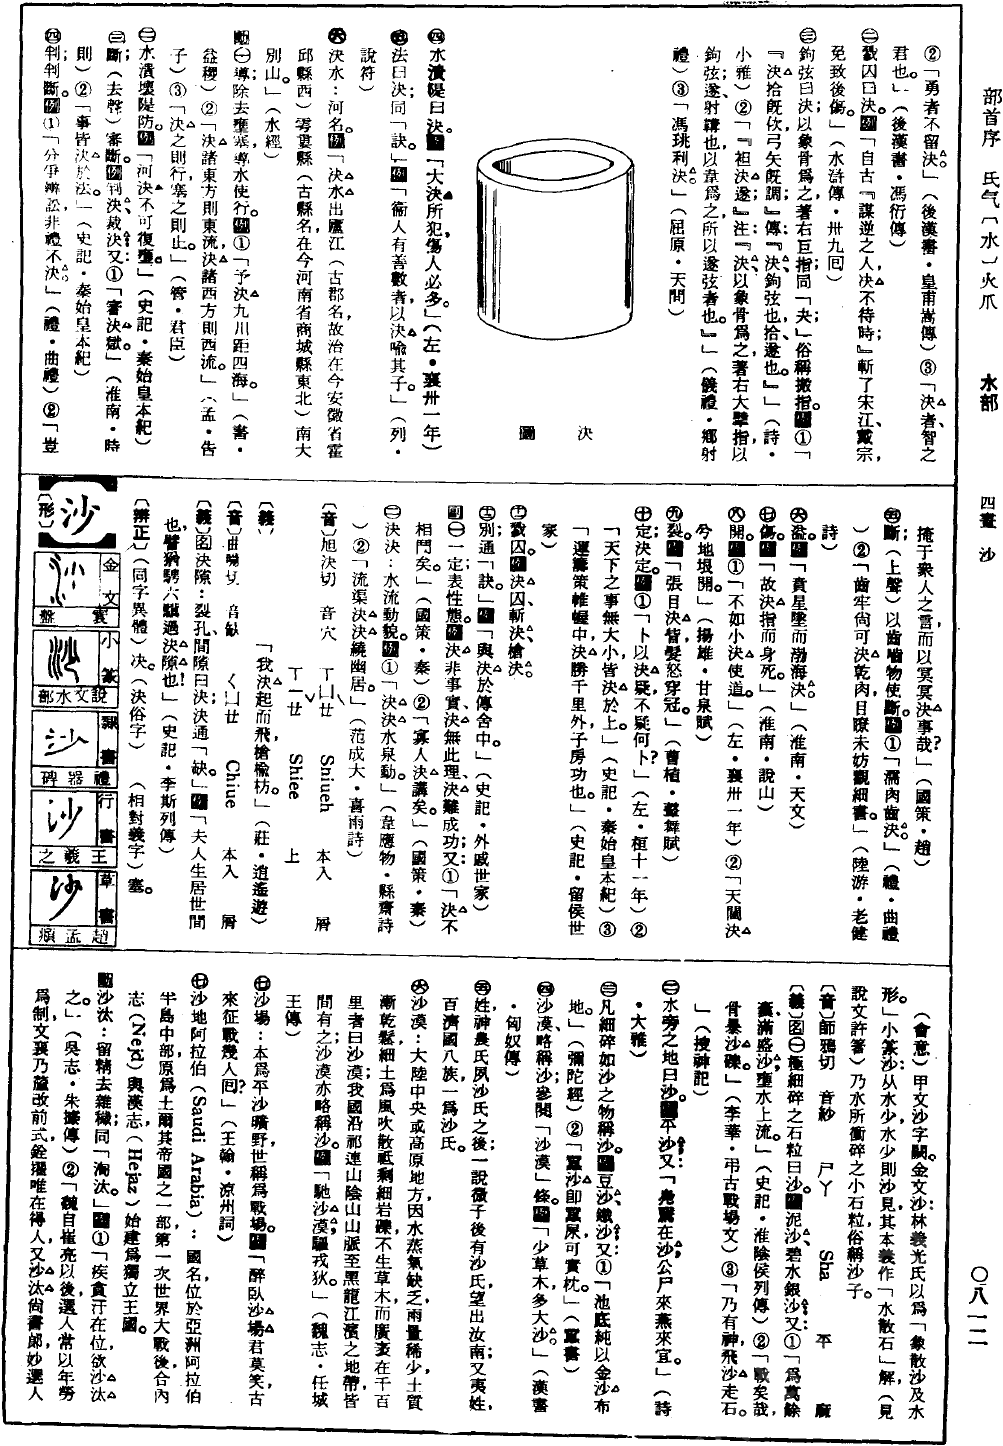 部首序　氏气〔水〕火爪　水部　四畫　沙　〇八一二
②「勇者不留決。」（後漢書・皇甫嵩傳）③「決者、智之
君也。」（後漢書・馮衍傳）
㊁戮囚曰決。例「自古『謀逆之人、決不待時』，斬了宋江、戴宗，
免致後傷。」（水滸傳・卅九回）
㊂鉤弦曰決，以象骨爲之，著右巨指；同「夬」，俗稱搬指。例①「
『決拾旣佽，弓矢旣調』傳『決，鉤弦也；拾，遂也。』」（詩・
小雅）②「『袒決遂』注『決，以象骨爲之，著右大擘指，以
鉤弦；遂，射韝也，以韋爲之，所以遂弦者也。』」（儀禮・鄉射
禮）③「馮珧利決。」（屈原・天問）
決　圖
㊃水潰隄曰決。例「大決所犯，傷人必多。」（左・襄卅一年）
㊄法曰決，同「訣」。例「衞人有善數者，以決喩其子。」（列・
說符）
㊅決水：河名。例「決水出廬江（古郡名，故治在今安徽省霍
邱縣西）雩婁縣（古縣名，在今河南省商城縣東北）南大
別山。」（水經）
動㊀導；除去壅塞，導水使行。例①「予決九川，距四海。」（書・
益稷）②「決諸東方則東流，決諸西方則西流。」（孟・告
子）③「決之則行，塞之則止。」（管・君臣）
㊁水潰壞隄防。例「河決不可復壅。」（史記・秦始皇本紀）
㊂斷；（去聲）審斷。例判決、裁決；又：①「審決獄。」（淮南・時
則）②「事皆決於法。」（史記・秦始皇本紀）
㊃判；判斷。例①「分爭辨訟，非禮不決。」（禮・曲禮）②「豈
掩于衆人之言，而以冥冥決事哉？」（國策・趙）
㊄斷；（上聲）以齒嚙物使斷。例①「濡肉齒決。」（禮・曲禮
）②「齒牢尙可決乾肉，目瞭未妨觀細書。」（陸游・老健
詩）
㊅溢。例「賁星墜而渤海決。」（淮南・天文）
㊆傷。例「故決指而身死。」（淮南・說山）
㊇開。例①「不如小決使道。」（左・襄卅一年）②「天閫決
兮地垠開。」（揚雄・甘泉賦）
㊈裂。例「張目決眥，髮怒穿冠。」（曹植・鼙舞賦）
㊉定；決定。例①「卜以決疑，不疑何卜？」（左・桓十一年）②
「天下之事無大小，皆決於上。」（史記・秦始皇本紀）③
「運籌策帷幄中，決勝千里外，子房功也。」（史記・留侯世
家）
⼗一戮囚。例決囚、斬決、槍決。
⼗二別，通「訣」。例「與決於傳舍中。」（史記・外戚世家）
副㊀一定；表性態。例決非事實、決無此理、決難成功；又：①「決不
相鬥矣。」（國策・秦）②「寡人決講矣。」（國策・秦）
㊁決決：水流動貌。例①「決決水泉動。」（韋應物・縣齋詩
）②「流渠決決繞幽居。」（范成大・喜雨詩）
〔音〕旭決切　音穴　ㄒㄩㄝ　Shiueh　本入　屑
ㄒㄧㄝ　Shiee　上
〔義〕「我決起而飛，槍榆枋。」（莊・逍遙遊）
〔音〕曲噎切　音缺　ㄑㄩㄝ　Chiue　本入　屑
〔義〕名決隙：裂孔；間隙曰決，決通「缺」。例「夫人生居世間
也，譬猶騁六驥過決隙也！」（史記・李斯列傳）
〔辨正〕（同字異體）決。（決俗字）　（相對義字）塞。
沙
〔形〕
金文　寰盤
小篆　說文水部
隸書　禮器碑
行書　王羲之
草書　趙孟頫
（會意）甲文沙字闕。金文沙：林義光氏以爲「象散沙及水
形。」小篆沙：从水少，水少則沙見，其本義作「水散石」解，（見
說文許箸）乃水所衝碎之小石粒，俗稱沙子。
〔音〕師鴉切　音紗　ㄕㄚ　Sha　平　麻
〔義〕名㊀極細碎之石粒曰沙。例泥沙、碧水銀沙；又：①「爲萬餘
囊，滿盛沙，壅水上流。」（史記・淮陰侯列傳）②「戰矣哉，
骨暴沙礫。」（李華・弔古戰場文）③「乃有神飛沙走石。
」（搜神記）
㊁水旁之地曰沙。例平沙；又：「鳧鷖在沙，公尸來燕來宜。」（詩
・大雅）
㊂凡細碎如沙之物稱沙。例豆沙、鐵沙；又：①「池底純以金沙布
地。」（彌陀經）②「蠶沙卽蠶屎，可實枕。」（蠶書）
㊃沙漠，略稱沙，參閱「沙漠」條。例「少草木，多大沙。」（漢書
・匈奴傳）
㊄姓，神農氏夙沙氏之後；一說微子後有沙氏，望出汝南；又夷姓，
百濟國八族，一爲沙氏。
㊅沙漠：大陸中央或高原地方，因水蒸氣缺乏，雨量稀少，土質
漸乾鬆，細土爲風吹散，祇剩細岩礫，不生草木而廣袤在千百
里者曰沙漠；我國沿祁連山、陰山山脈至黑龍江濱之地帶皆
間有之；沙漠亦略稱沙。例「馳沙漠，驅戎狄。」（魏志・任城
王傳）
㊆沙場：本爲平沙曠野，世稱爲戰場。例「醉臥沙場君莫笑，古
來征戰幾人回？」（王翰・涼州詞）
㊆沙地阿拉伯（Saudi Arabia）：國名，位於亞洲阿拉伯
半島中部，原爲土爾其帝國之一部，第一次世界大戰後合內
志（Nejd）與漢志（Hejaz）始建爲獨立王國。
動沙汰：留精去雜穢；同「淘汰」。例①「疾貪汙在位，欲沙汰
之。」（吳志・朱據傳）②「魏自崔亮以後，選人常以年勞
爲制，文襄乃釐改前式，銓擢唯在得人，又沙汰尙書郎，妙選人